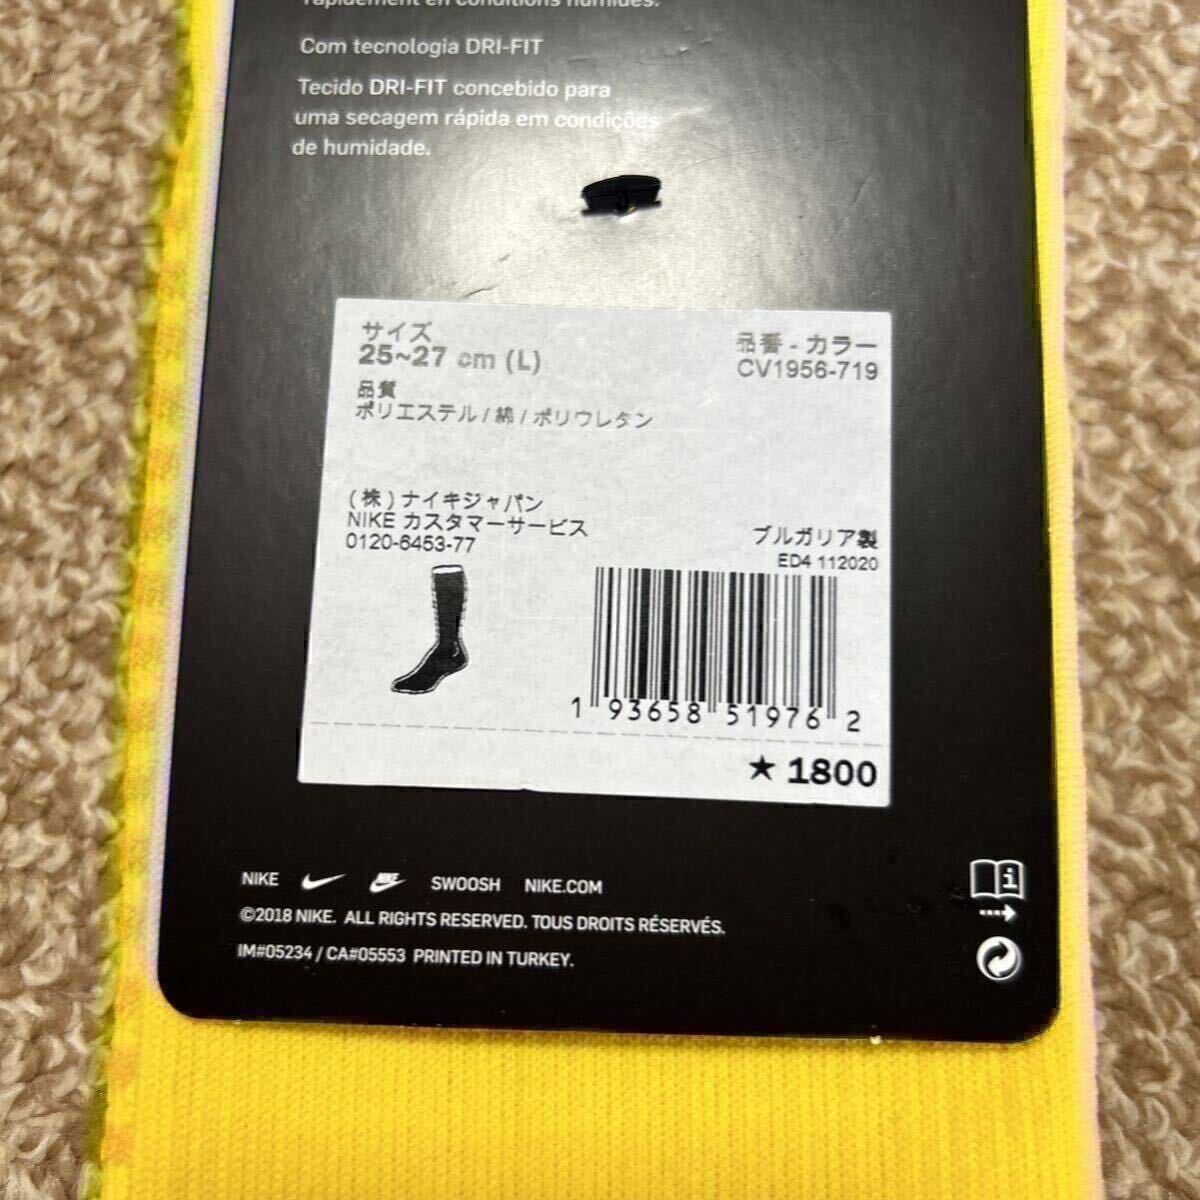 rapidement en conditions humides.
Com tecnologia DRI-FIT
Tecido DRI-FIT concebido para
uma secagem rápida em condições
de humidade.
サイズ
25~27 cm (L)
品番 - カラー
CV1956-719
品質
ポリエステル / 綿 / ポリウレタン
(株) ナイキジャパン
NIKE カスタマーサービス
0120-6453-77
ブルガリア製
ED4 112020
1 93658 51976 2
★ 1800
NIKE SWOOSH NIKE.COM
©2018 NIKE. ALL RIGHTS RESERVED. TOUS DROITS RÉSERVÉS.
IM#05234 / CA#05553 PRINTED IN TURKEY.